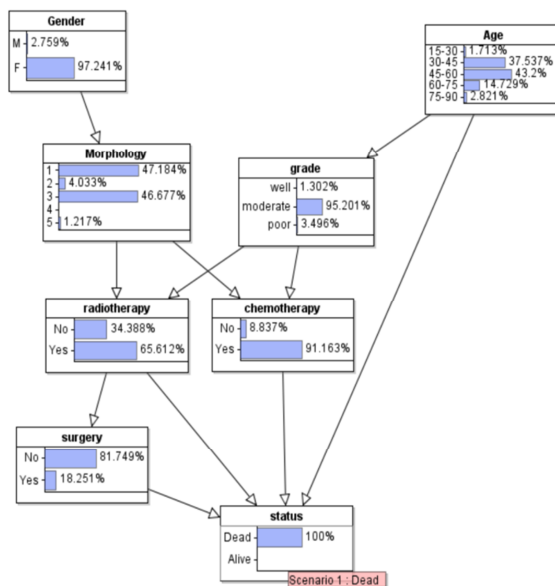 Gender
M 2.759%
F 97.241%
Age
15-30 1.713%
30-45 37.537%
45-60 43.2%
60-75 14.729%
75-90 2.821%
Morphology
1 47.184%
2 4.033%
3 46.677%
4
5 1.217%
grade
well 1.302%
moderate 95.201%
poor 3.496%
radiotherapy
No 34.388%
Yes 65.612%
chemotherapy
No 8.837%
Yes 91.163%
surgery
No 81.749%
Yes 18.251%
status
Dead 100%
Alive
Scenario 1 : Dead